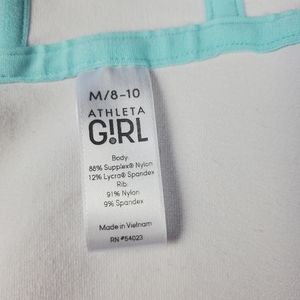 M/8-10
ATHLETA
GIRL
Body:
88% Supplex® Nylon
12% Lycra® Spandex
Rib:
91% Nylon
9% Spandex
Made in Vietnam
RN #54023